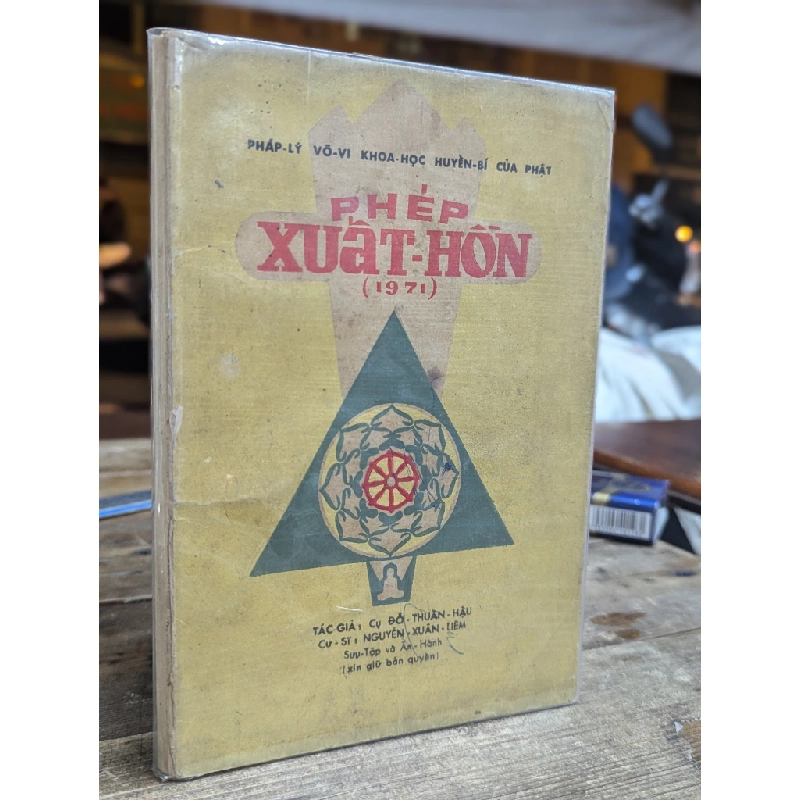 PHÁP-LÝ VÔ-VI KHOA-HỌC HUYỀN-BÍ CỦA PHẬT
PHÉP
XUẤT-HỒN
(1971)
TÁC-GIẢ: CỤ ĐỖ-THUẦN-HẬU
CƯ-SĨ: NGUYỄN-XUÂN-LIÊM
Sưu-Tập và Ấn-Hành
(xin giữ bản quyền)